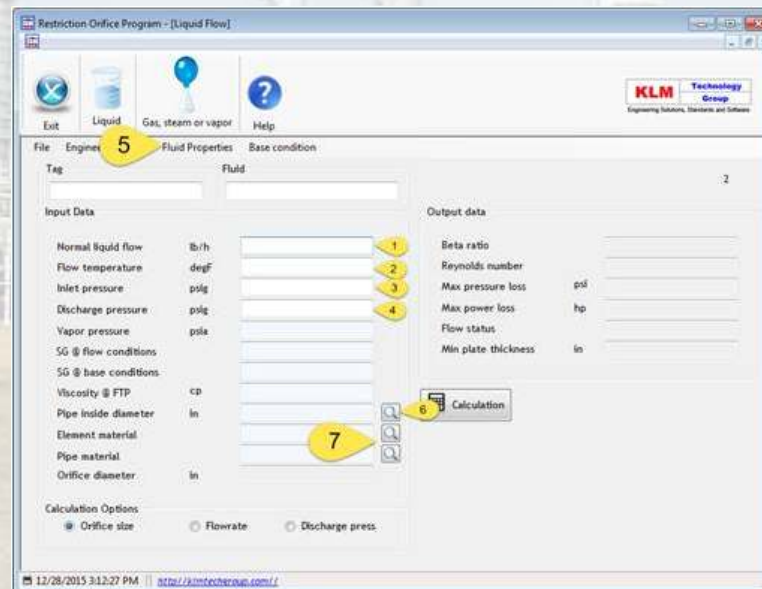 Restriction Orifice Program - [Liquid Flow]
Exit
Liquid
Gas, steam or vapor
Help
KLM Technology Group
Engineering Solutions, Standards and Software
File
5
Fluid Properties
Base condition
Tag
Fluid
2
Input Data
Output data
Normal liquid flow lb/h 1
Flow temperature degF 2
Inlet pressure psig 3
Discharge pressure psig 4
Vapor pressure psia
SG @ flow conditions
SG @ base conditions
Viscosity @ FTP cp
Pipe inside diameter in 6
Element material
7
Pipe material
Orifice diameter in
Beta ratio
Reynolds number
Max pressure loss psi
Max power loss hp
Flow status
Min plate thickness in
Calculation
Calculation Options
Orifice size
Flowrate
Discharge press
12/28/2015 3:12:27 PM
http://klmtechgroup.com//